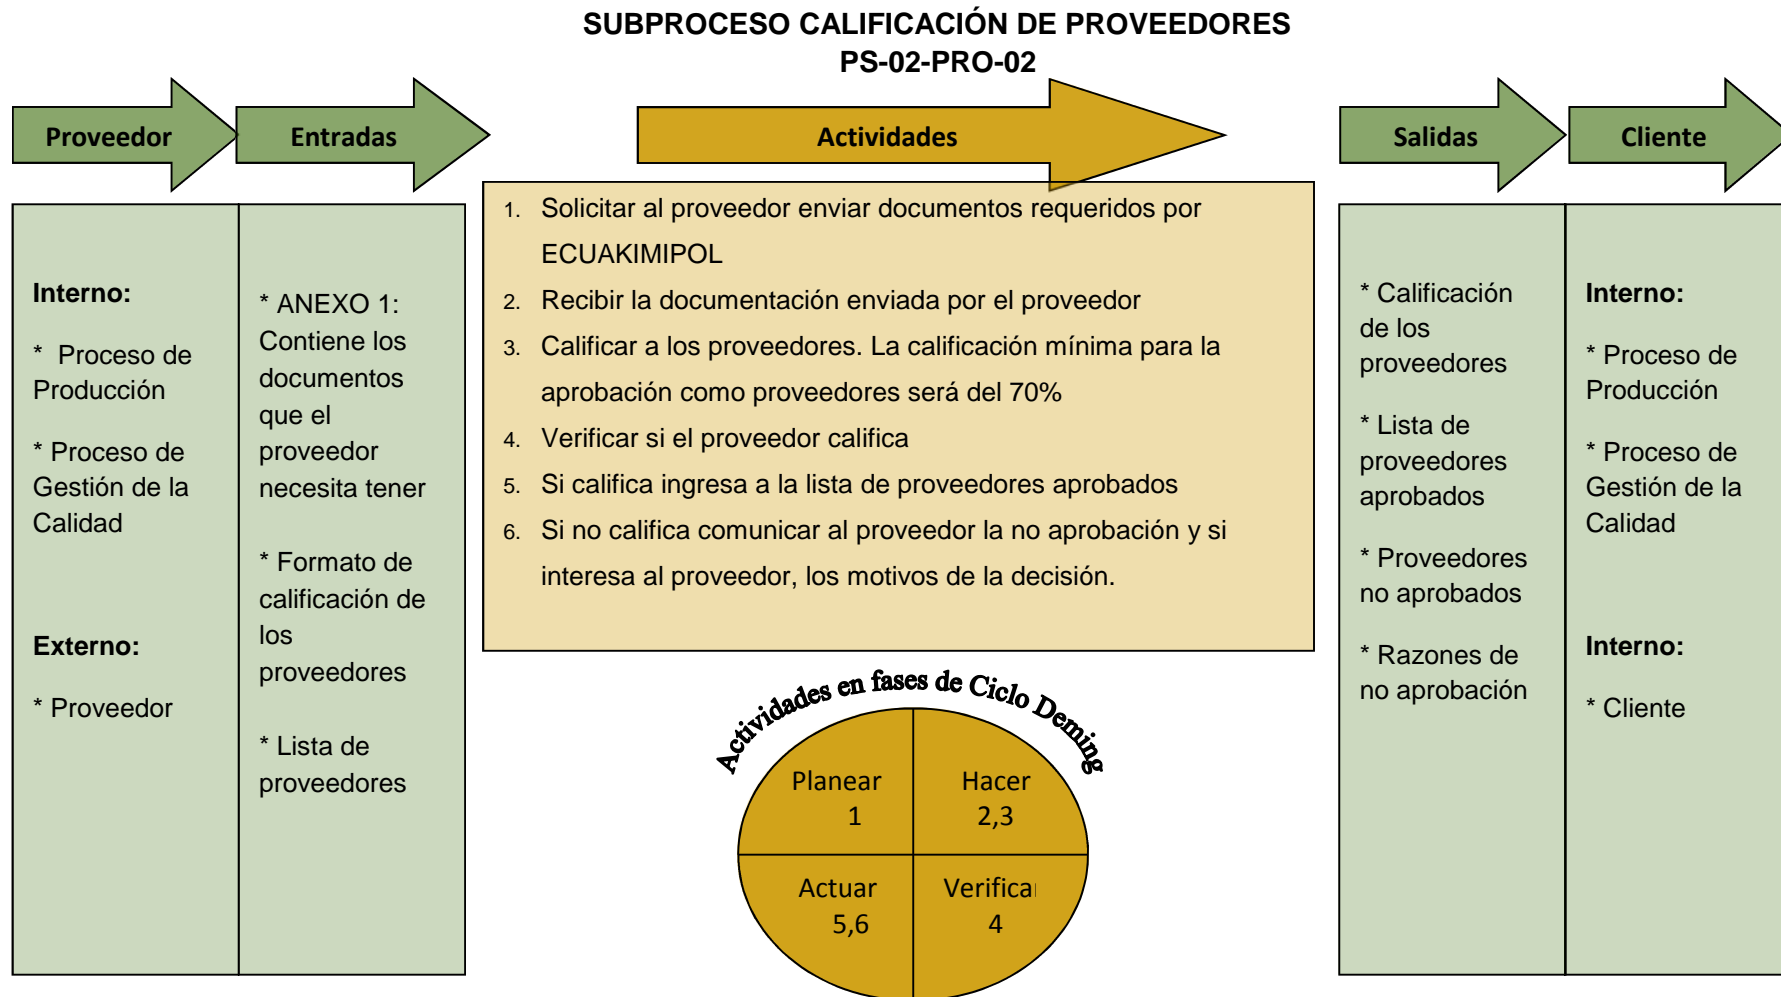 SUBPROCESO CALIFICACIÓN DE PROVEEDORES
PS-02-PRO-02
Proveedor
Entradas
Actividades
Salidas
Cliente
Interno:
* Proceso de
Producción
* Proceso de
Gestión de la
Calidad
Externo:
* Proveedor
* ANEXO 1:
Contiene los
documentos
que el
proveedor
necesita tener
* Formato de
calificación de
los
proveedores
* Lista de
proveedores
1. Solicitar al proveedor enviar documentos requeridos por
ECUAKIMIPOL
2. Recibir la documentación enviada por el proveedor
3. Calificar a los proveedores. La calificación mínima para la
aprobación como proveedores será del 70%
4. Verificar si el proveedor califica
5. Si califica ingresa a la lista de proveedores aprobados
6. Si no califica comunicar al proveedor la no aprobación y si
interesa al proveedor, los motivos de la decisión.
Actividades en fases de Ciclo Deming
Planear
1
Hacer
2,3
Actuar
5,6
Verificar
4
* Calificación
de los
proveedores
* Lista de
proveedores
aprobados
* Proveedores
no aprobados
* Razones de
no aprobación
Interno:
* Proceso de
Producción
* Proceso de
Gestión de la
Calidad
Interno:
* Cliente